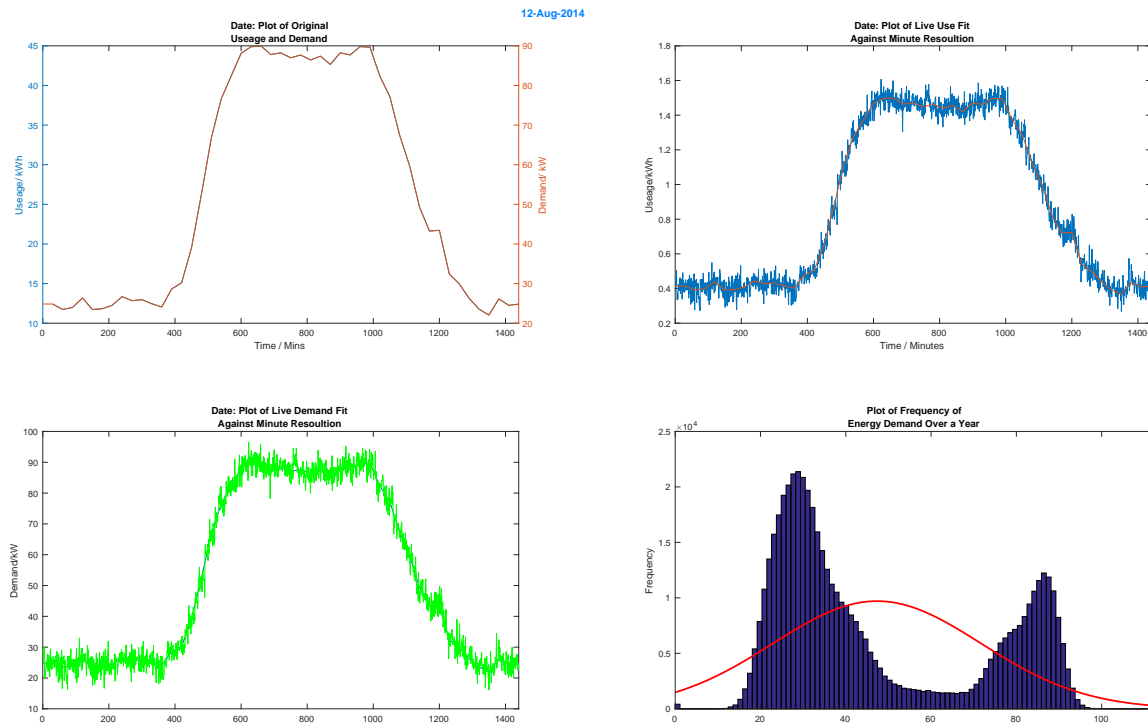 12-Aug-2014
Date: Plot of Original
Useage and Demand
45
40
35
30
25
20
15
10
Useage/ kWh
90
80
70
60
50
40
30
20
Demand/ kW
0 200 400 600 800 1000 1200 1400
Time / Mins
Date: Plot of Live Use Fit
Against Minute Resoultion
1.8
1.6
1.4
1.2
1
0.8
0.6
0.4
0.2
Useage/kWh
0 200 400 600 800 1000 1200 1400
Time / Minutes
Date: Plot of Live Demand Fit
Against Minute Resoultion
100
90
80
70
60
50
40
30
20
10
Demand/kW
0 200 400 600 800 1000 1200 1400
Plot of Frequency of
Energy Demand Over a Year
×10⁴
2.5
2
1.5
1
0.5
0
Frequency
0 20 40 60 80 100